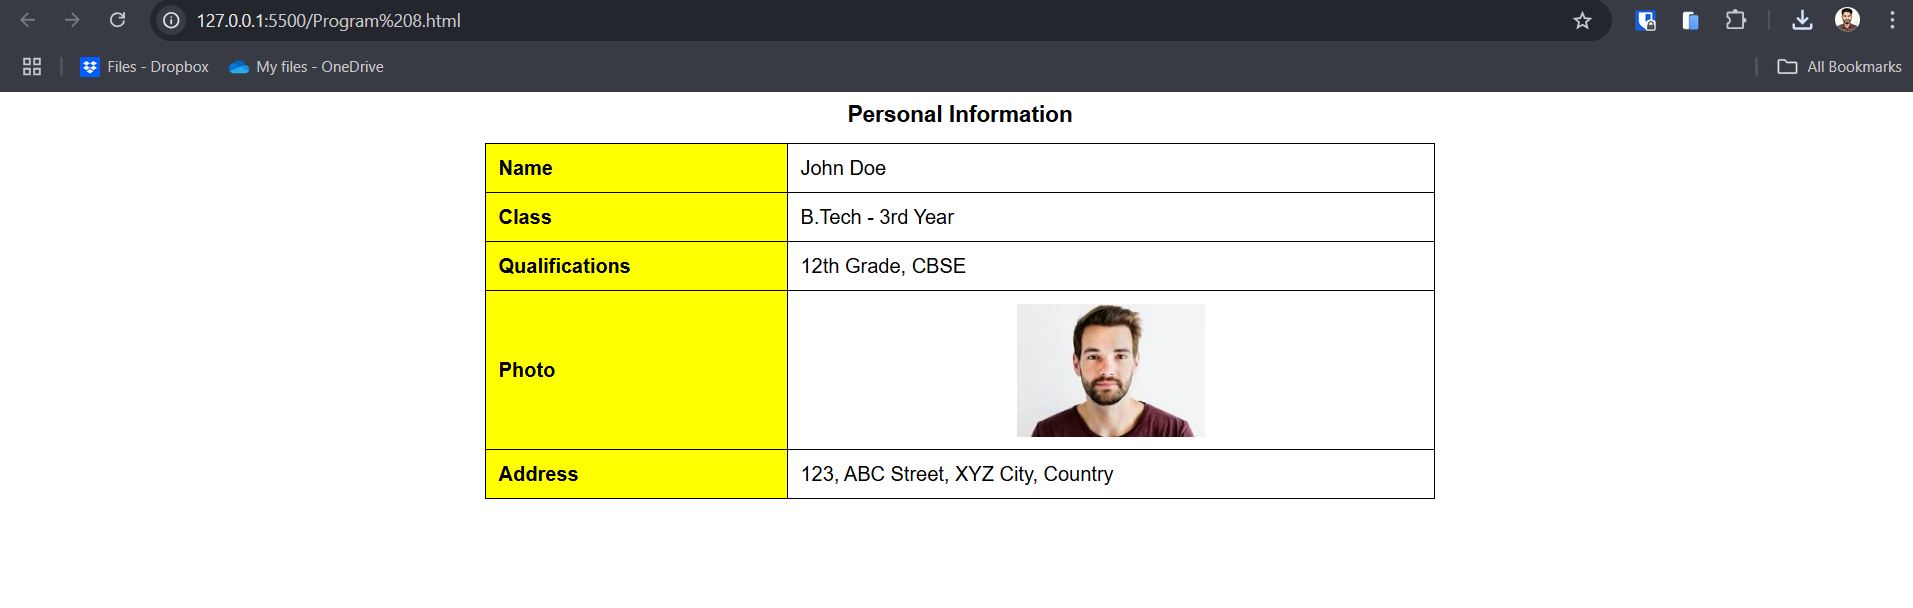 127.0.0.1:5500/Program%208.html
Files - Dropbox My files - OneDrive All Bookmarks
Personal Information
Name John Doe
Class B.Tech - 3rd Year
Qualifications 12th Grade, CBSE
Photo
Address 123, ABC Street, XYZ City, Country